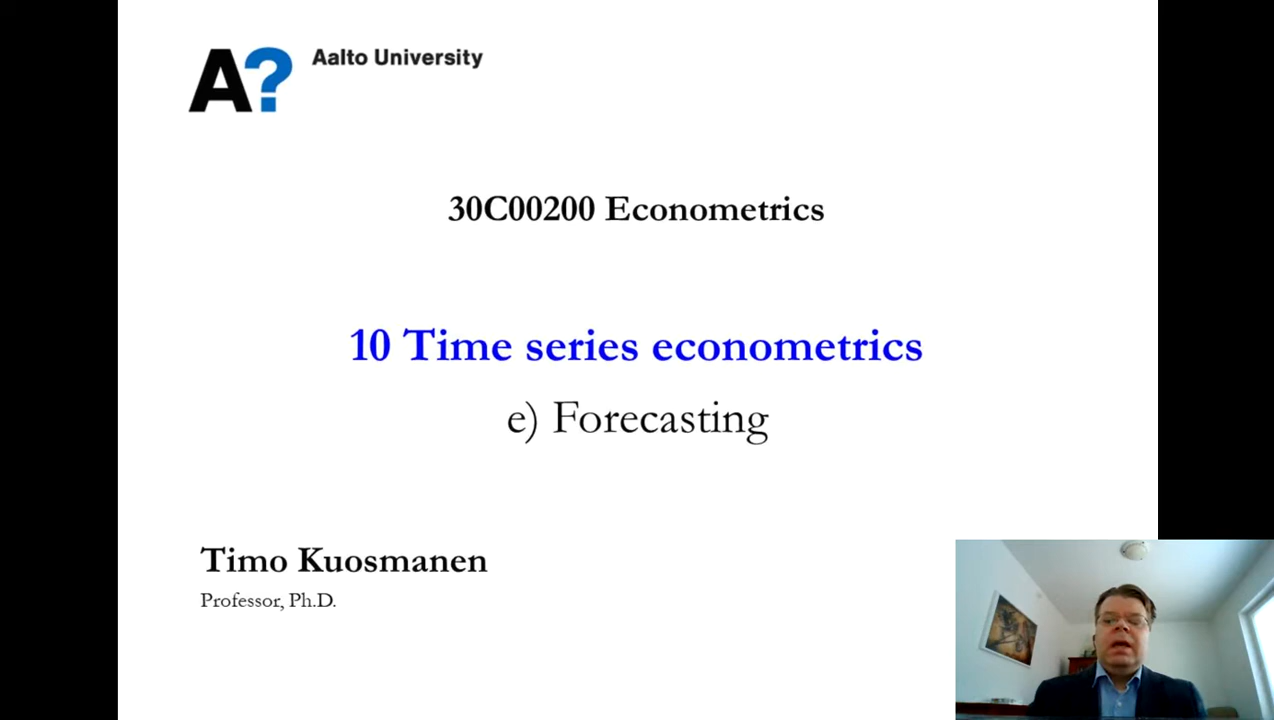 A?
Aalto University
30C00200 Econometrics
10 Time series econometrics
e) Forecasting
Timo Kuosmanen
Professor, Ph.D.